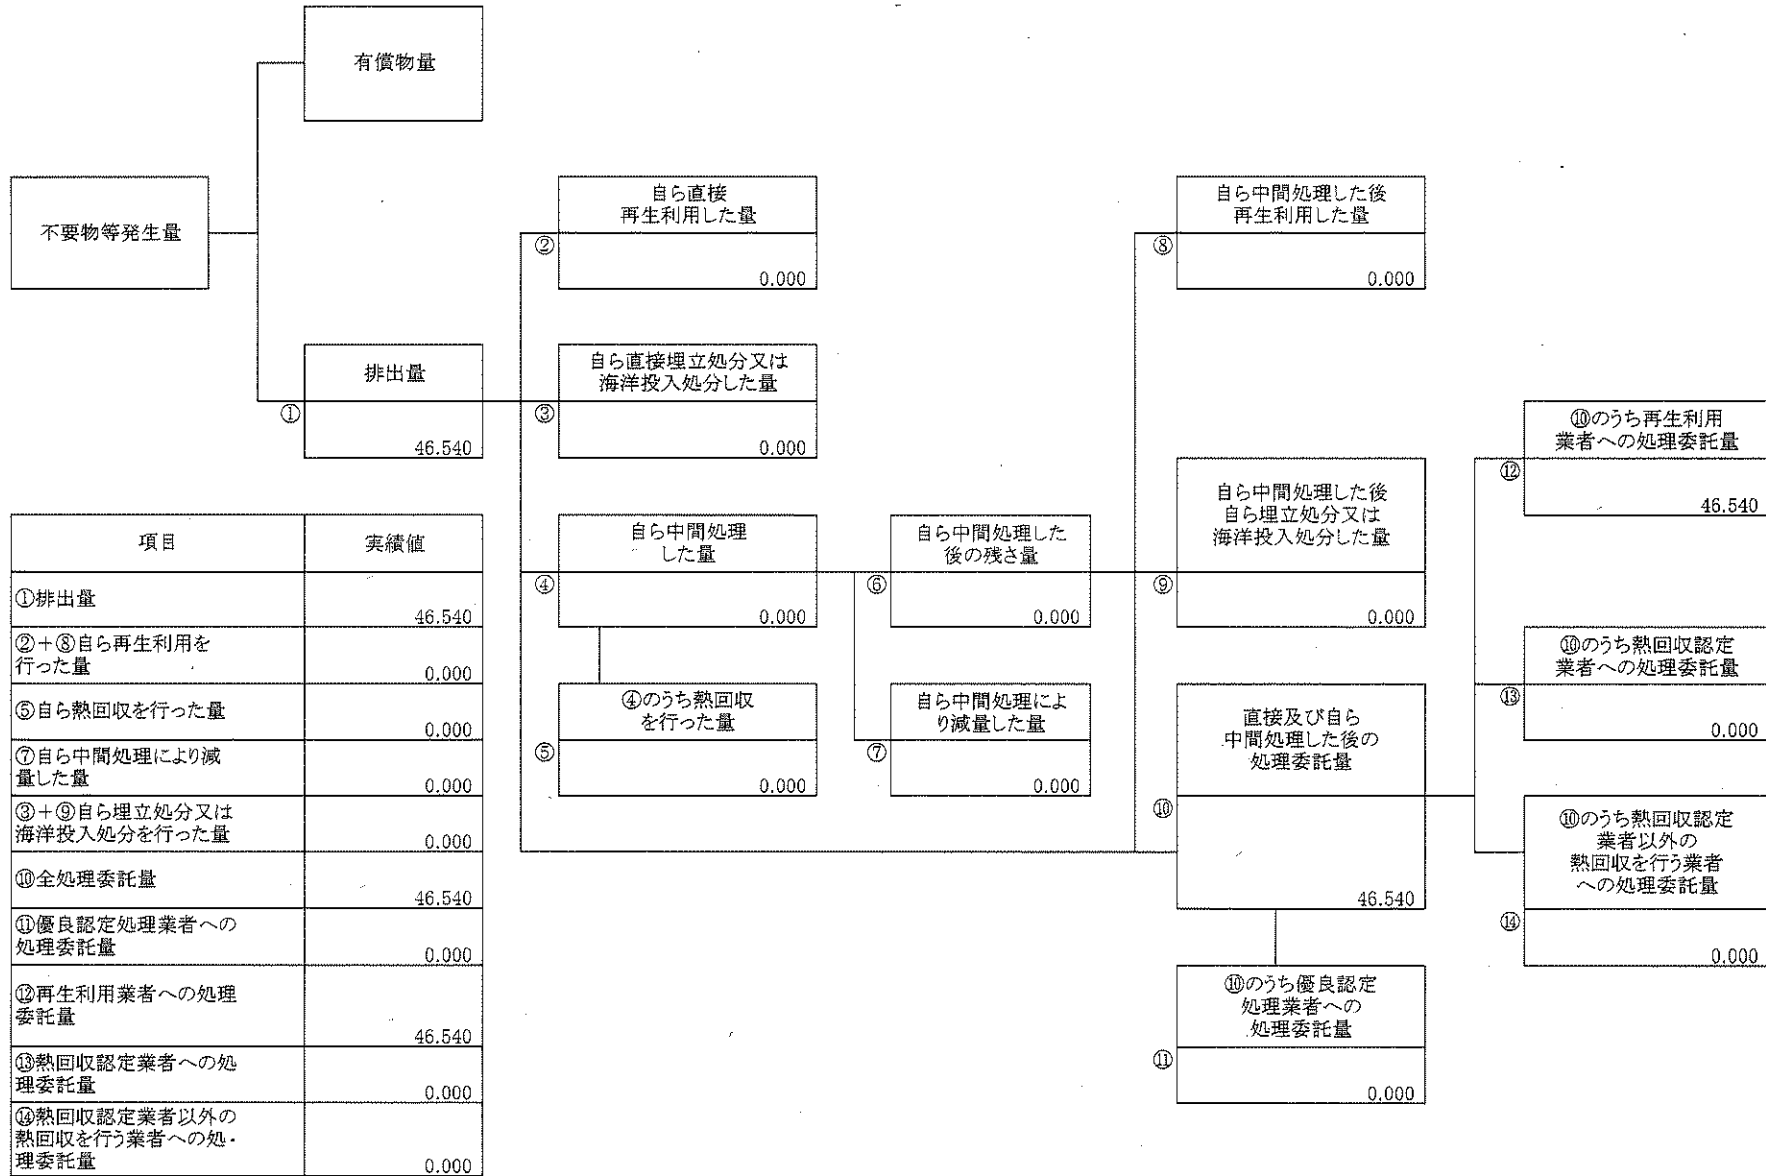 有償物量
不要物等発生量
自ら直接
再生利用した量
②
0.000
自ら中間処理した後
再生利用した量
⑧
0.000
排出量
①
46.540
自ら直接埋立処分又は
海洋投入処分した量
③
0.000
⑩のうち再生利用
業者への処理委託量
⑫
46.540
自ら中間処理
した量
④
0.000
自ら中間処理した
後の残さ量
⑥
0.000
自ら中間処理した後
自ら埋立処分又は
海洋投入処分した量
⑨
0.000
⑩のうち熱回収認定
業者への処理委託量
⑬
0.000
④のうち熱回収
を行った量
⑤
0.000
自ら中間処理によ
り減量した量
⑦
0.000
直接及び自ら
中間処理した後の
処理委託量
⑩
46.540
⑩のうち熱回収認定
業者以外の
熱回収を行う業者
への処理委託量
⑭
0.000
⑩のうち優良認定
処理業者への
処理委託量
⑪
0.000
項目 実績値
①排出量
46.540
②+⑧自ら再生利用を
行った量
0.000
⑤自ら熱回収を行った量
0.000
⑦自ら中間処理により減
量した量
0.000
③+⑨自ら埋立処分又は
海洋投入処分を行った量
0.000
⑩全処理委託量
46.540
⑪優良認定処理業者への
処理委託量
0.000
⑫再生利用業者への処理
委託量
46.540
⑬熱回収認定業者への処
理委託量
0.000
⑭熱回収認定業者以外の
熱回収を行う業者への処
理委託量
0.000